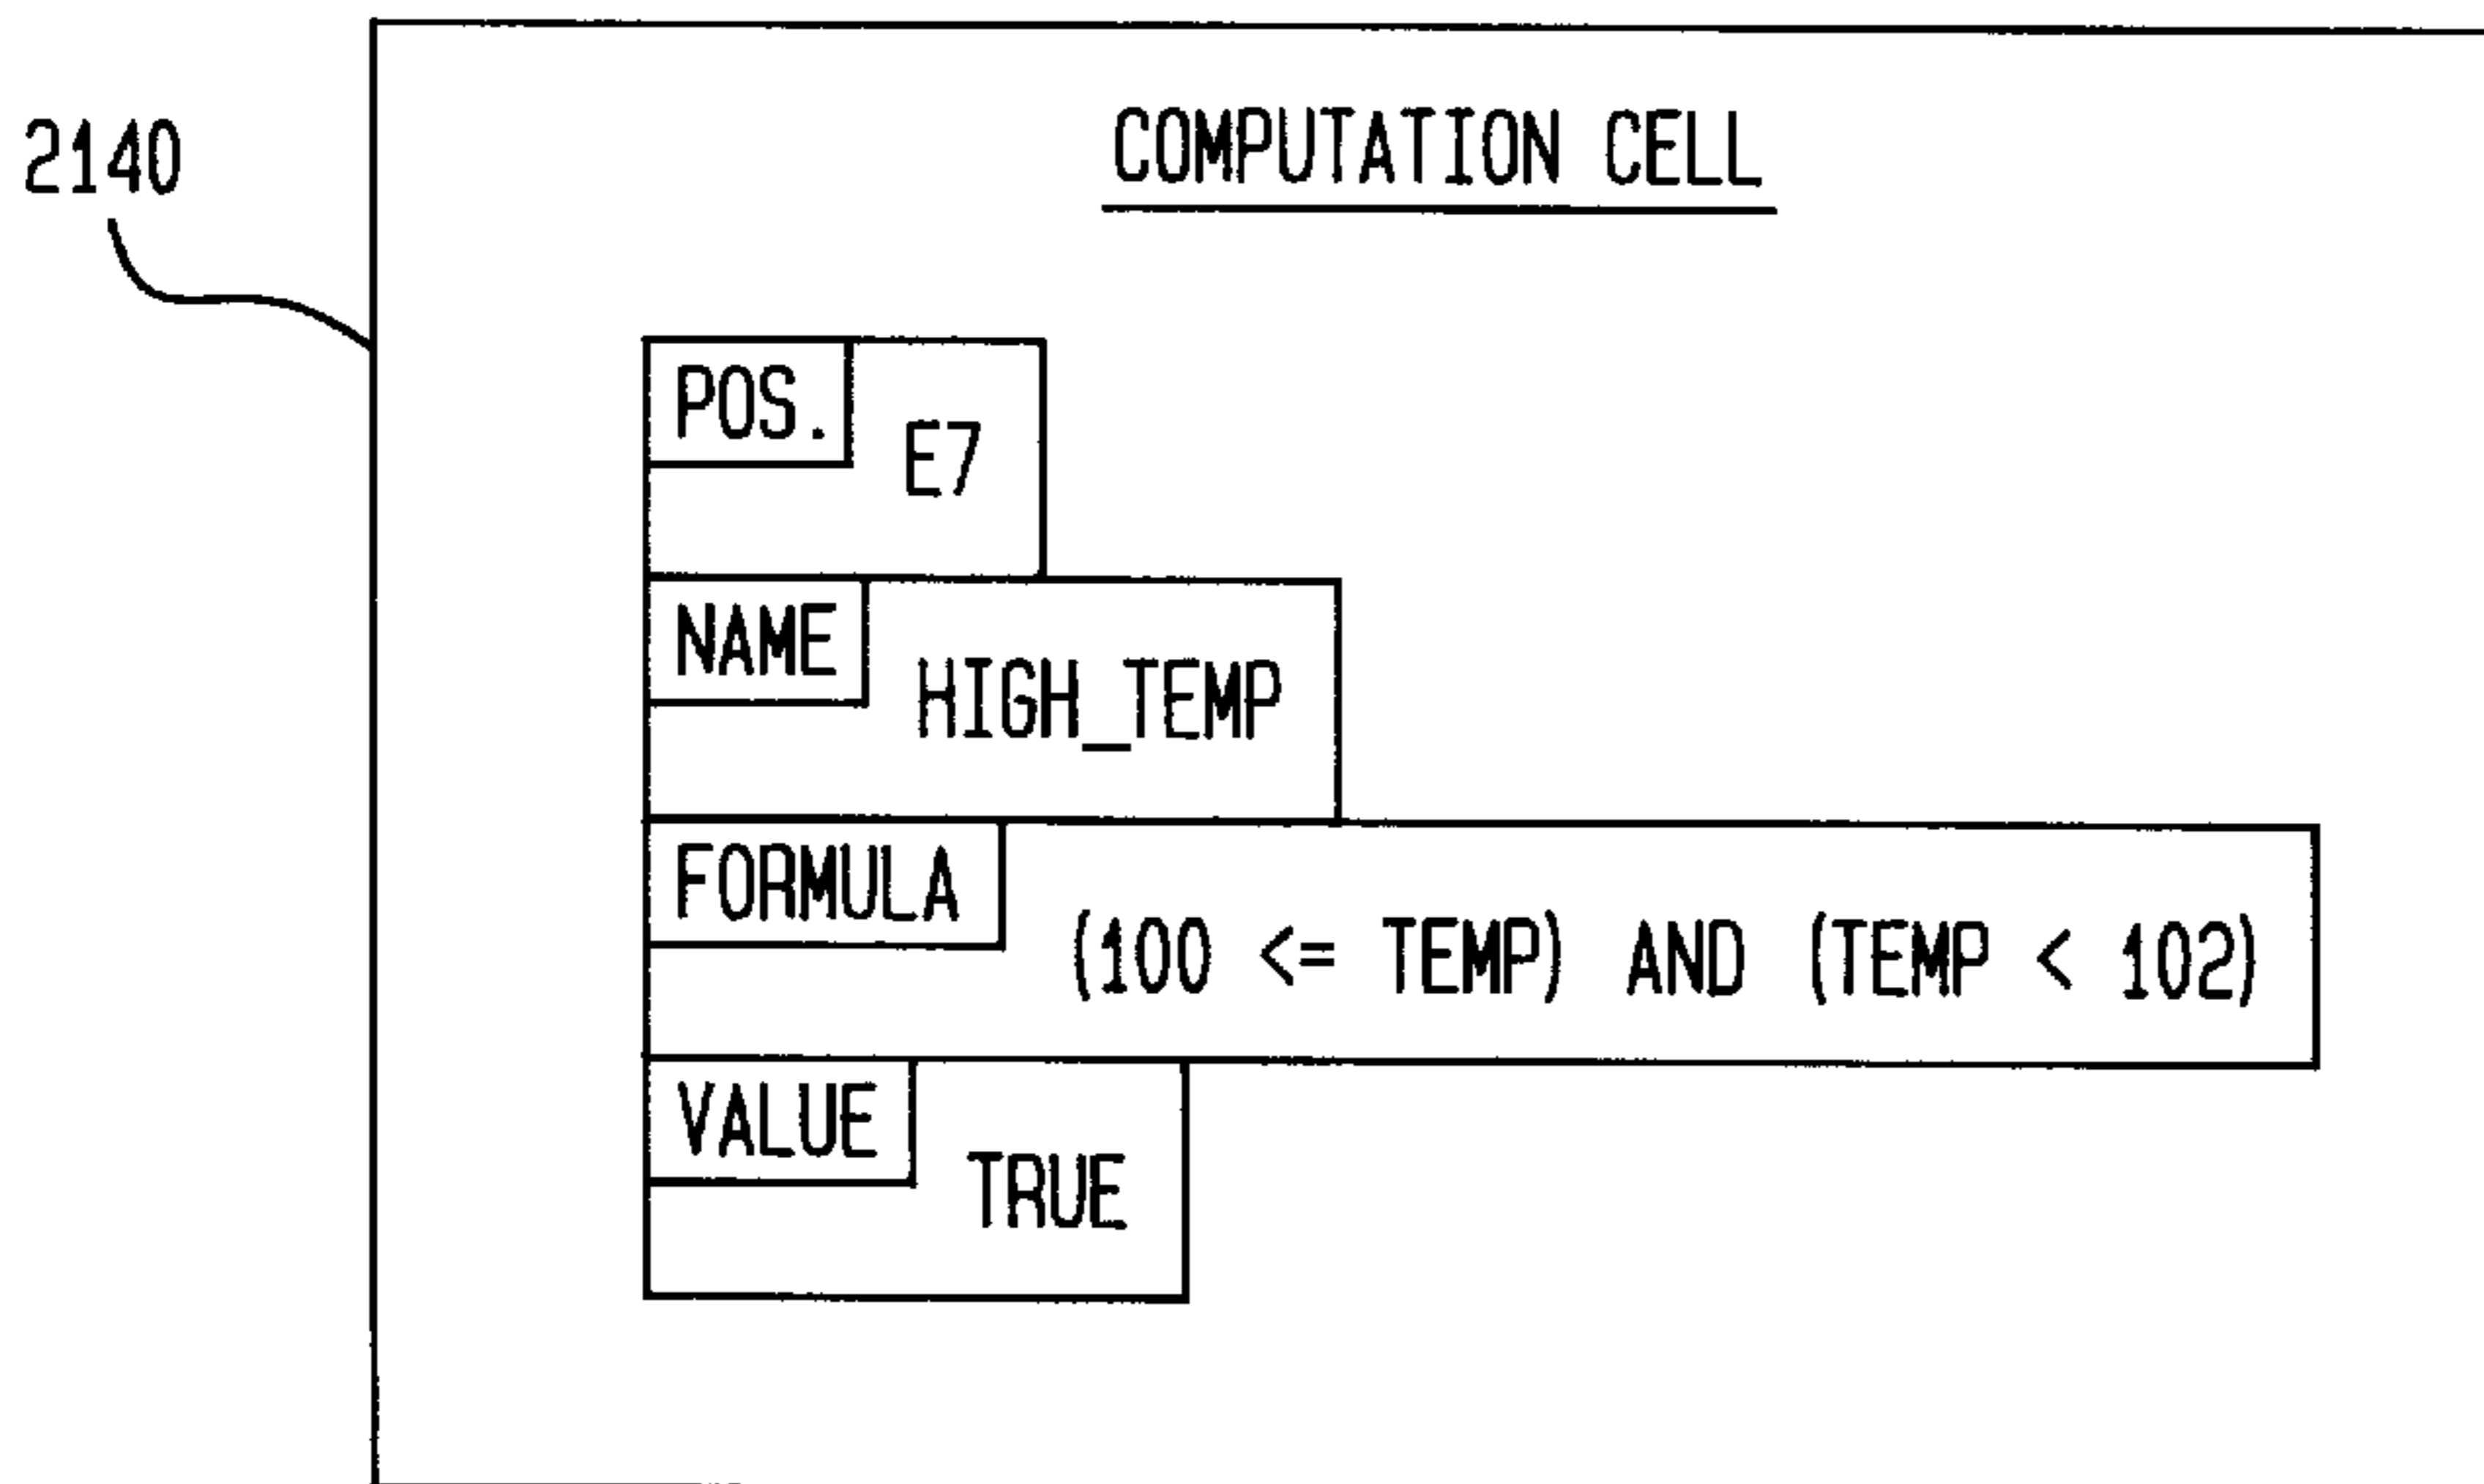 2140
COMPUTATION CELL
POS.
E7
NAME
HIGH_TEMP
FORMULA
(100 <= TEMP) AND (TEMP < 102)
VALUE
TRUE